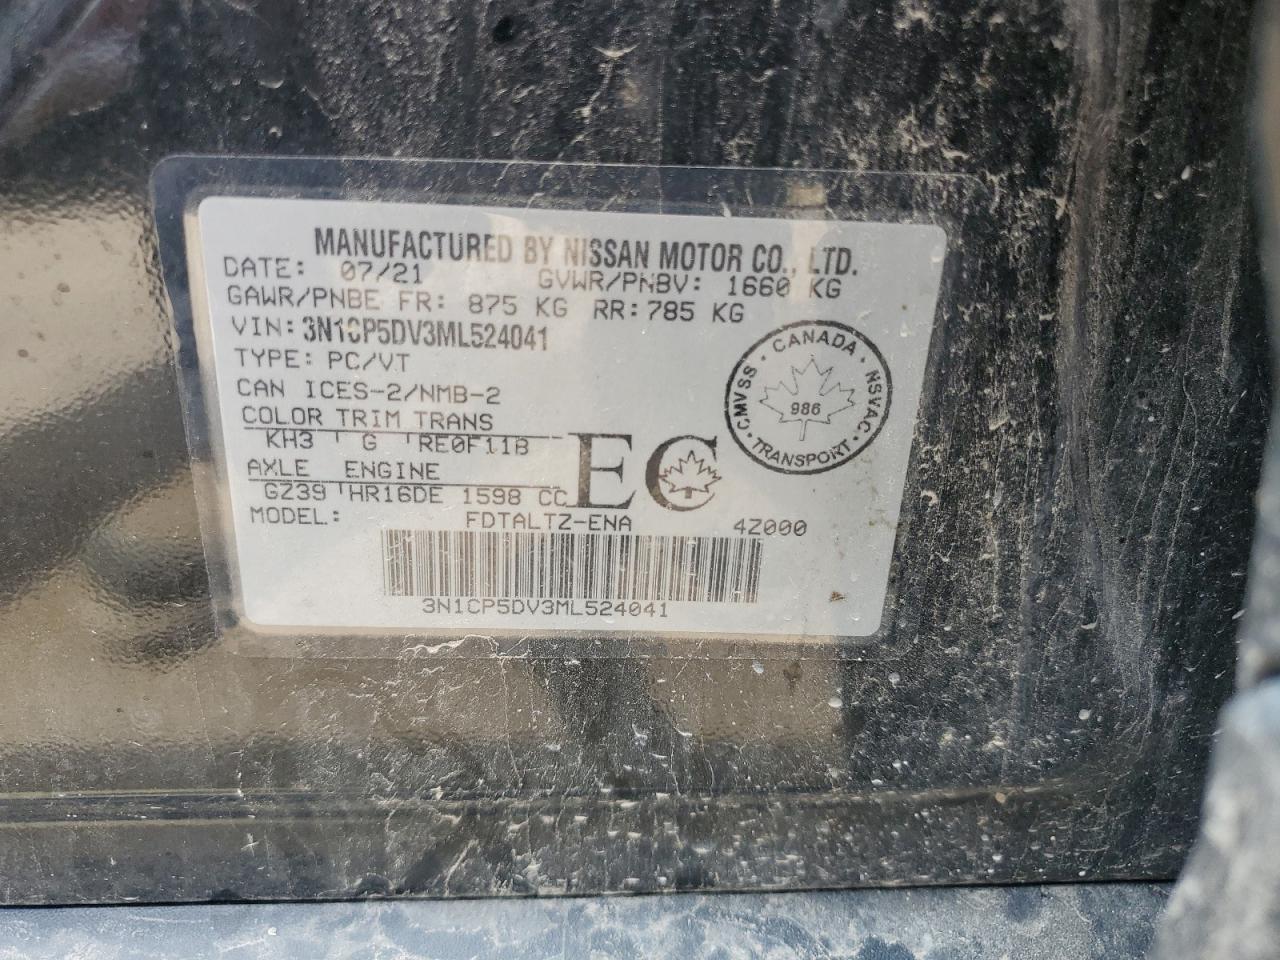 MANUFACTURED BY NISSAN MOTOR CO., LTD.
DATE: 07/21 GVWR/PNBV: 1660 KG
GAWR/PNBE FR: 875 KG RR: 785 KG
VIN: 3N1CP5DV3ML524041
TYPE: PC/VT
CAN ICES-2/NMB-2
COLOR TRIM TRANS
KH3 G RE0F11B
AXLE ENGINE
GZ39 HR16DE 1598 CC
MODEL: FDTALTZ-ENA 4Z000
3N1CP5DV3ML524041
EC
CANADA
CMVSS · NSVAC
986
TRANSPORT